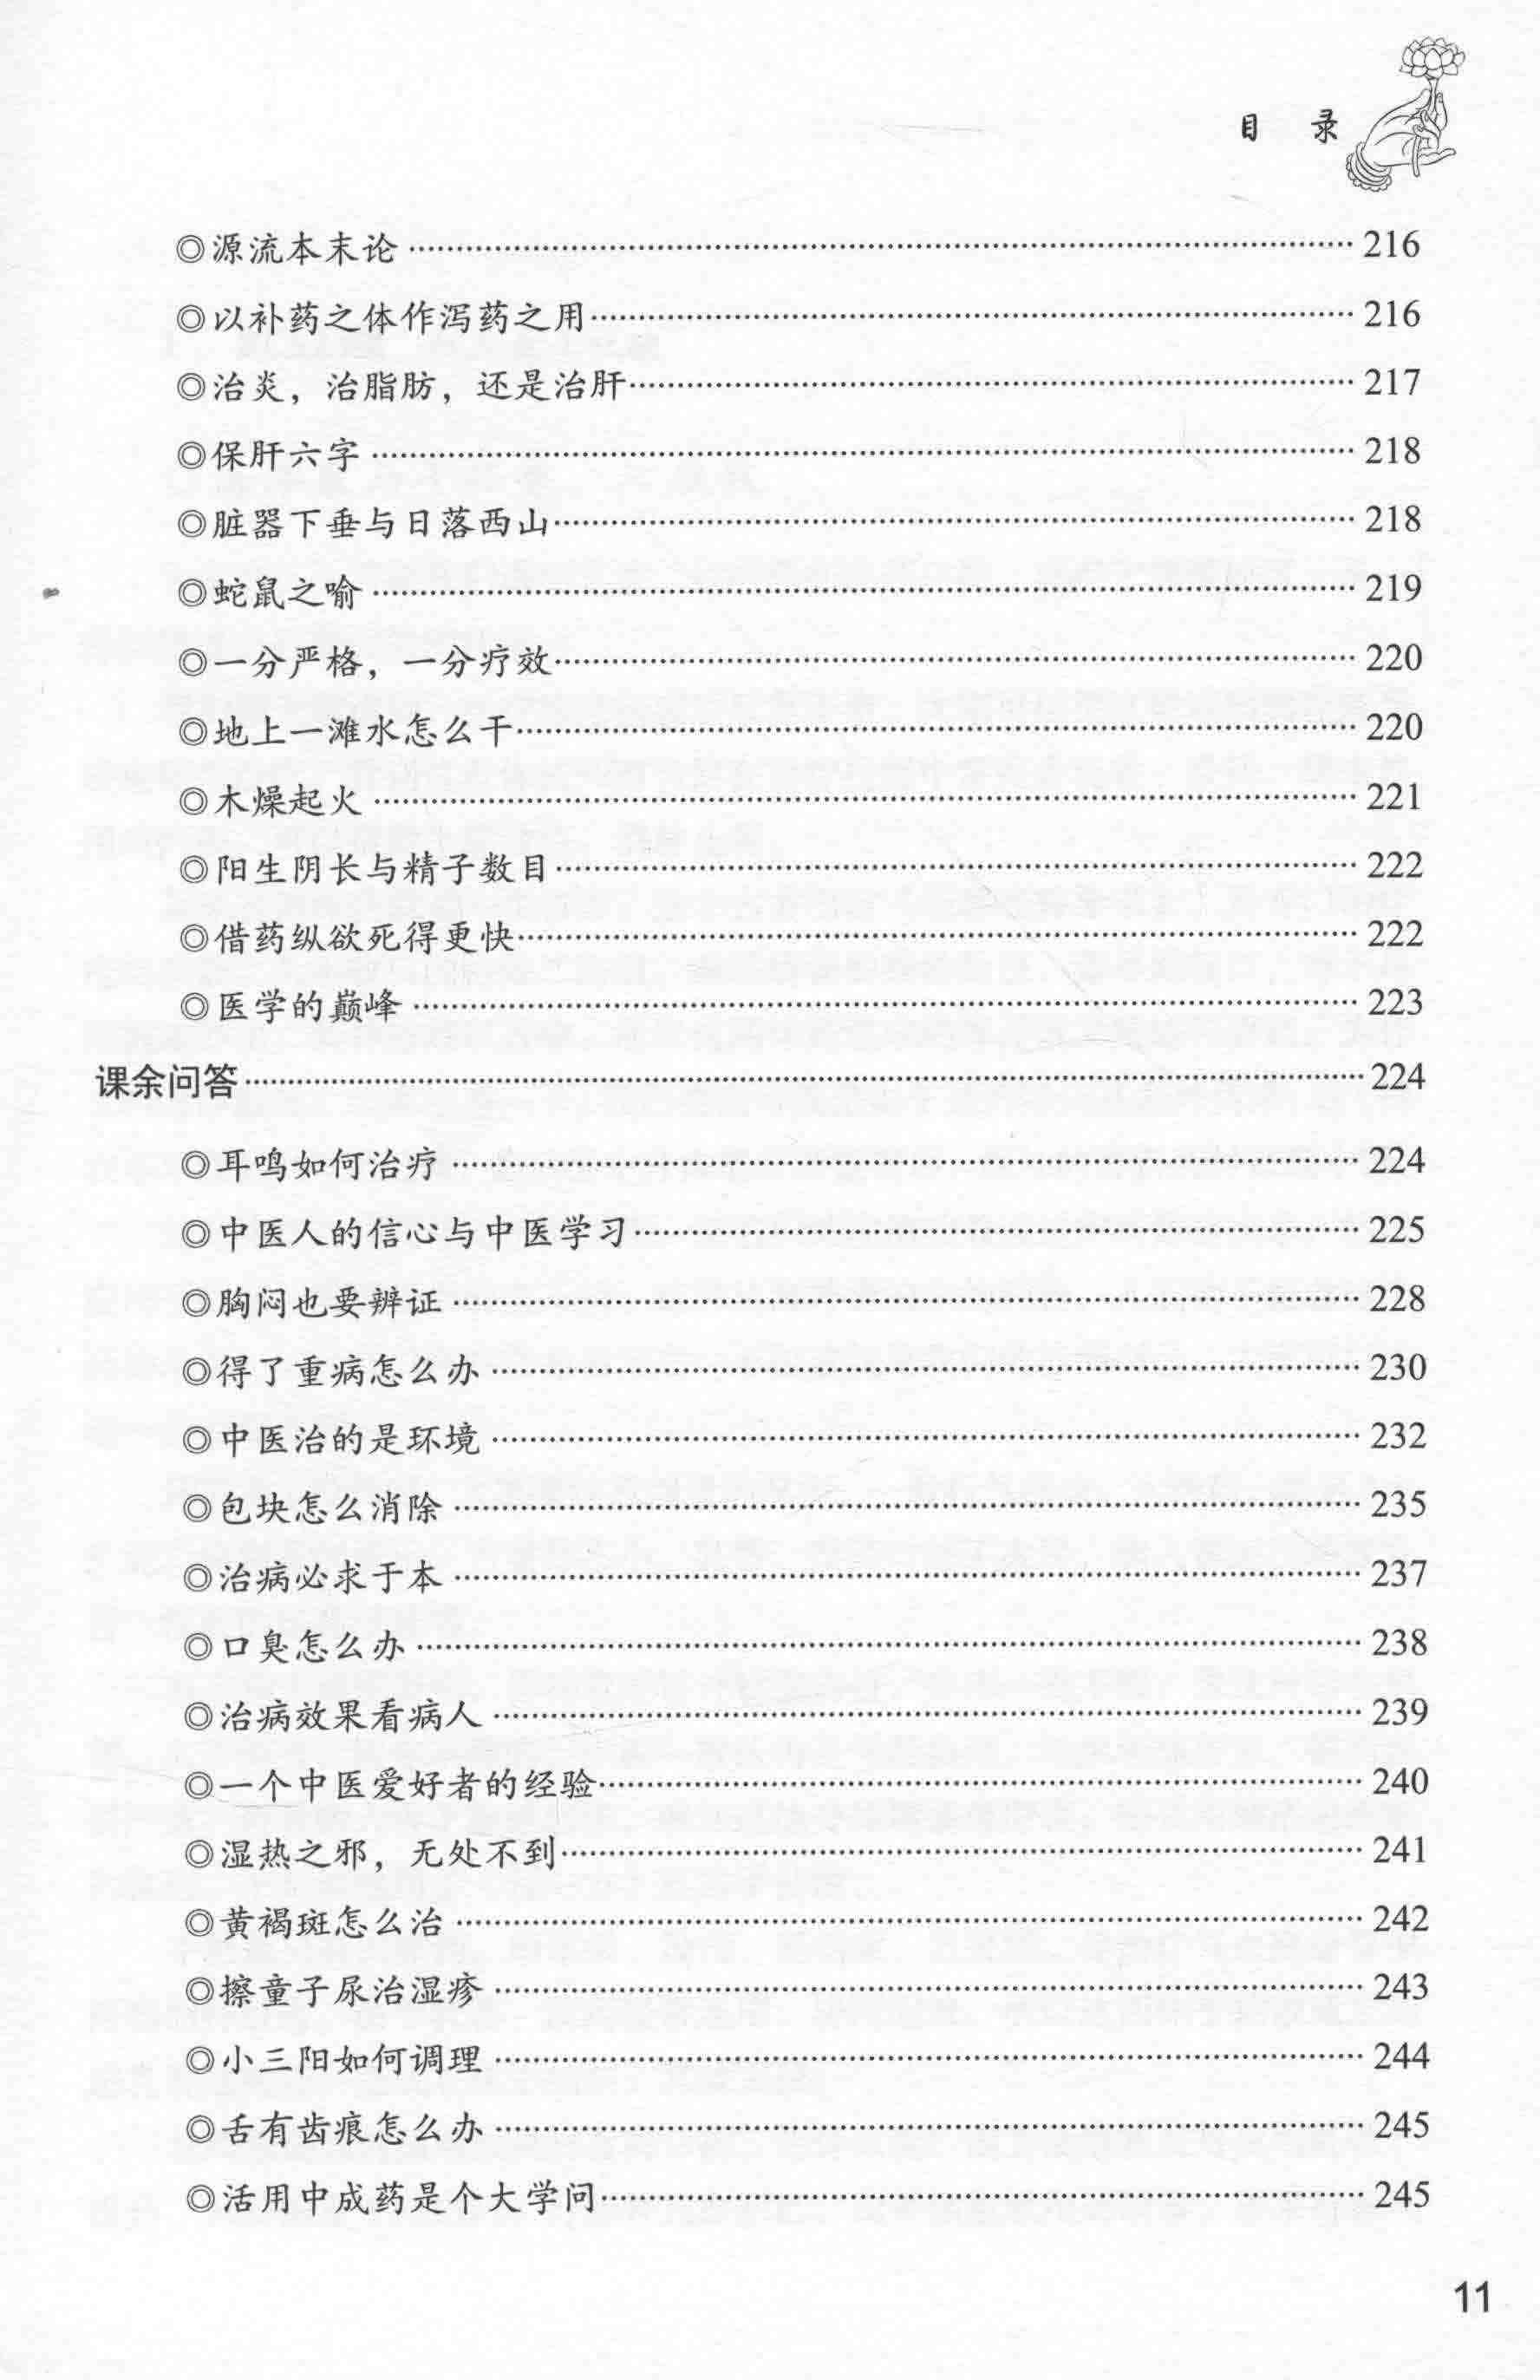 目 录
◎源流本末论 …… 216
◎以补药之体作泻药之用 …… 216
◎治炎，治脂肪，还是治肝 …… 217
◎保肝六字 …… 218
◎脏器下垂与日落西山 …… 218
◎蛇鼠之喻 …… 219
◎一分严格，一分疗效 …… 220
◎地上一滩水怎么干 …… 220
◎木燥起火 …… 221
◎阳生阴长与精子数目 …… 222
◎借药纵欲死得更快 …… 222
◎医学的巅峰 …… 223
课余问答 …… 224
◎耳鸣如何治疗 …… 224
◎中医人的信心与中医学习 …… 225
◎胸闷也要辨证 …… 228
◎得了重病怎么办 …… 230
◎中医治的是环境 …… 232
◎包块怎么消除 …… 235
◎治病必求于本 …… 237
◎口臭怎么办 …… 238
◎治病效果看病人 …… 239
◎一个中医爱好者的经验 …… 240
◎湿热之邪，无处不到 …… 241
◎黄褐斑怎么治 …… 242
◎擦童子尿治湿疹 …… 243
◎小三阳如何调理 …… 244
◎舌有齿痕怎么办 …… 245
◎活用中成药是个大学问 …… 245
11